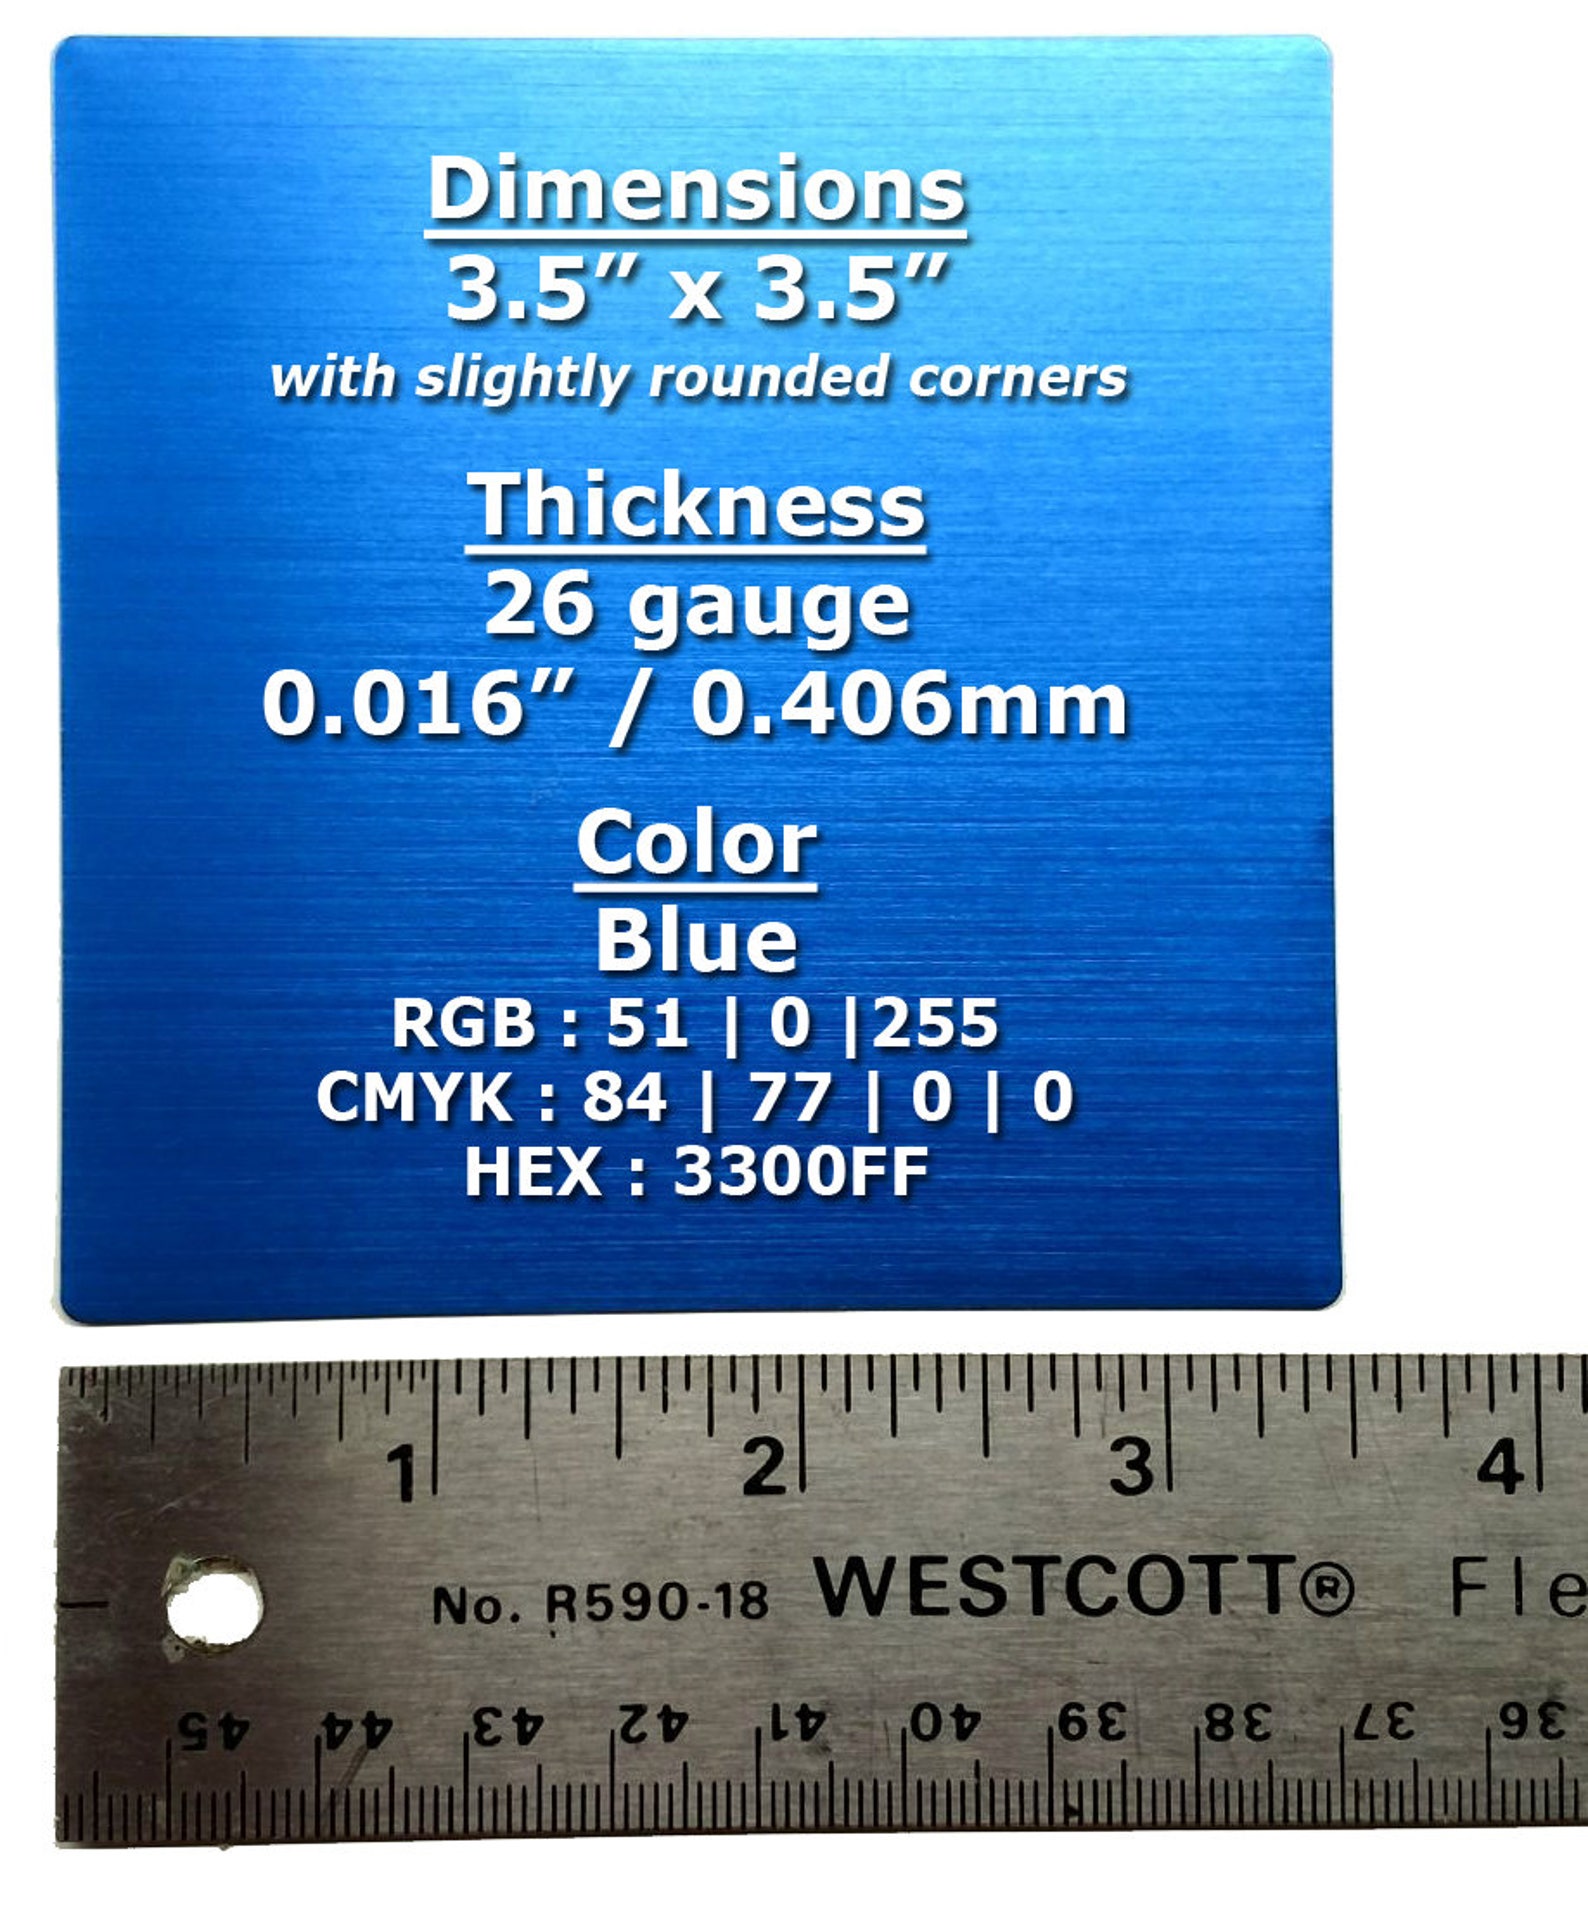 Dimensions
3.5” x 3.5”
with slightly rounded corners
Thickness
26 gauge
0.016” / 0.406mm
Color
Blue
RGB : 51 | 0 |255
CMYK : 84 | 77 | 0 | 0
HEX : 3300FF
1 2 3 4
No. R590-18 WESTCOTT® Fle
45 44 43 42 41 40 39 38 37 36